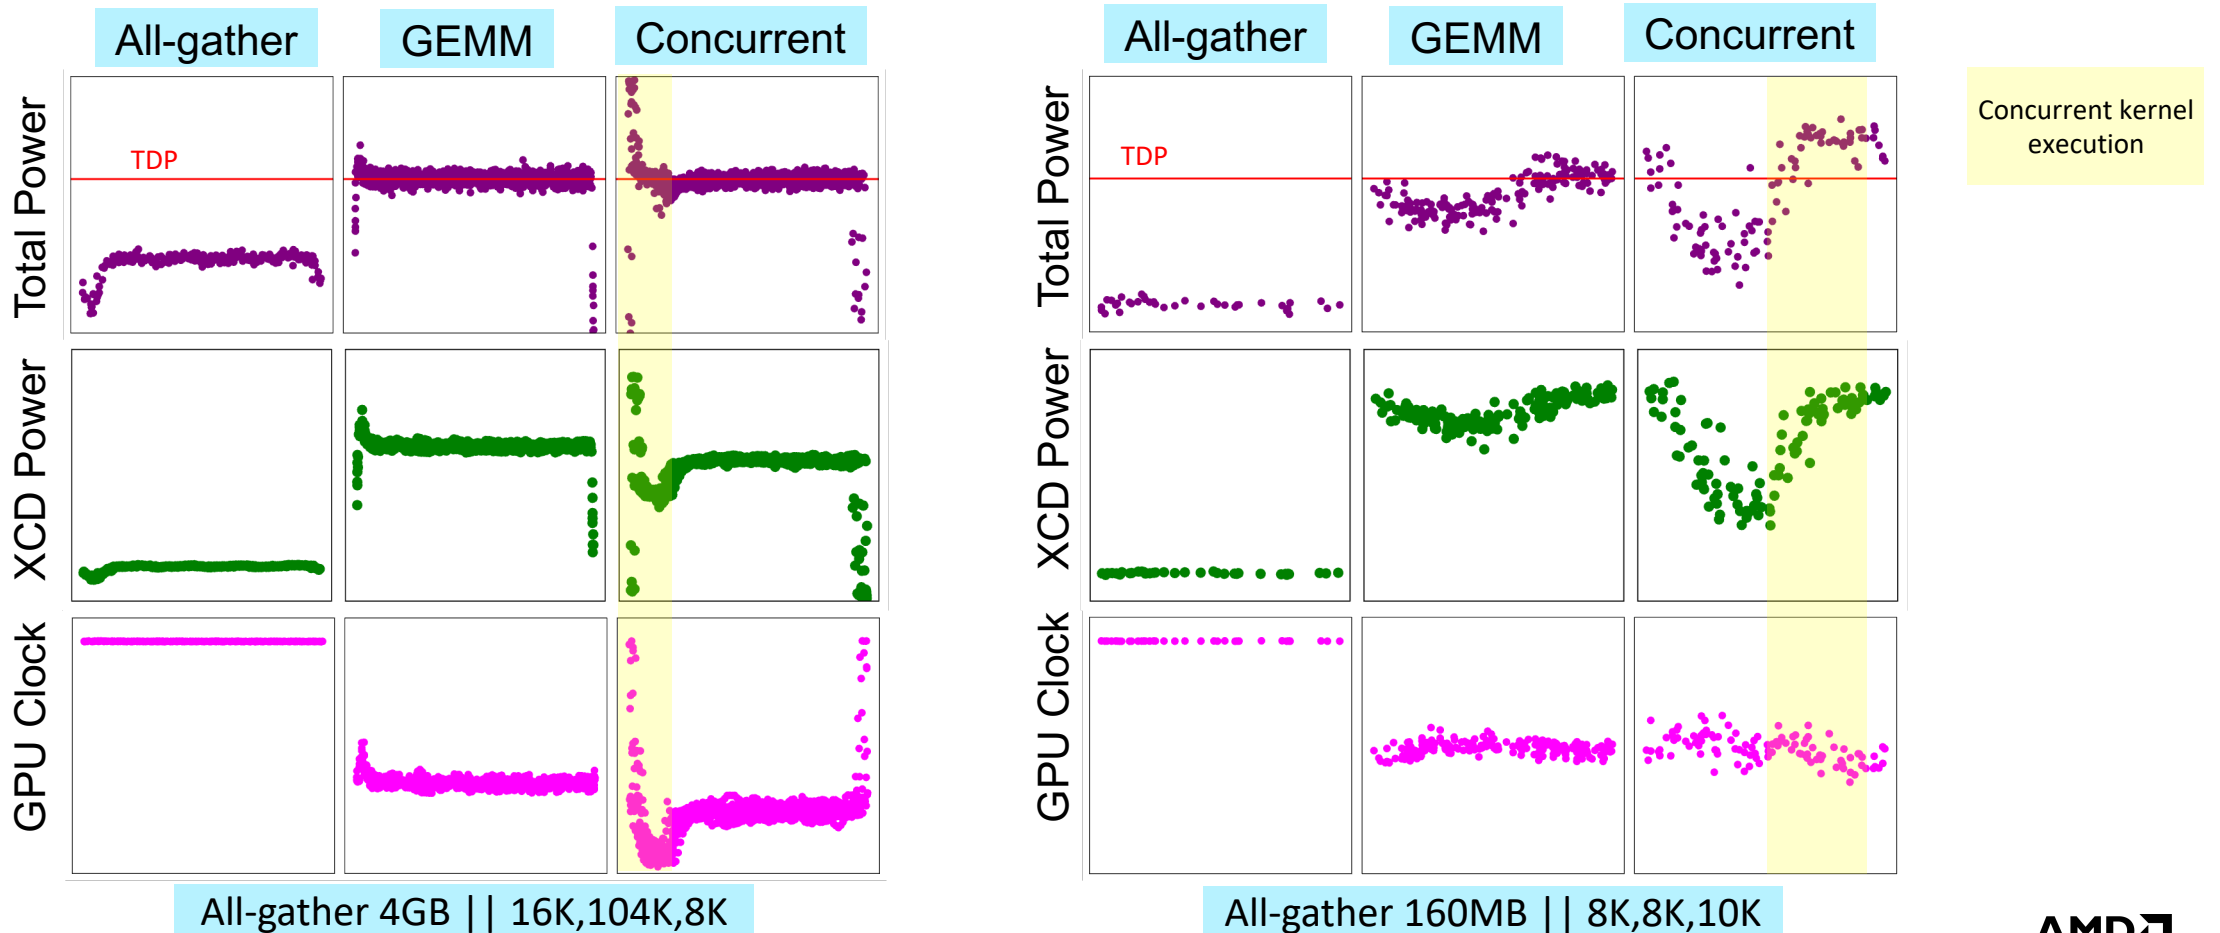 All-gather
GEMM
Concurrent
All-gather
GEMM
Concurrent
Total Power
TDP
Total Power
TDP
Concurrent kernel
execution
XCD Power
XCD Power
GPU Clock
GPU Clock
All-gather 4GB || 16K,104K,8K
All-gather 160MB || 8K,8K,10K
AMD